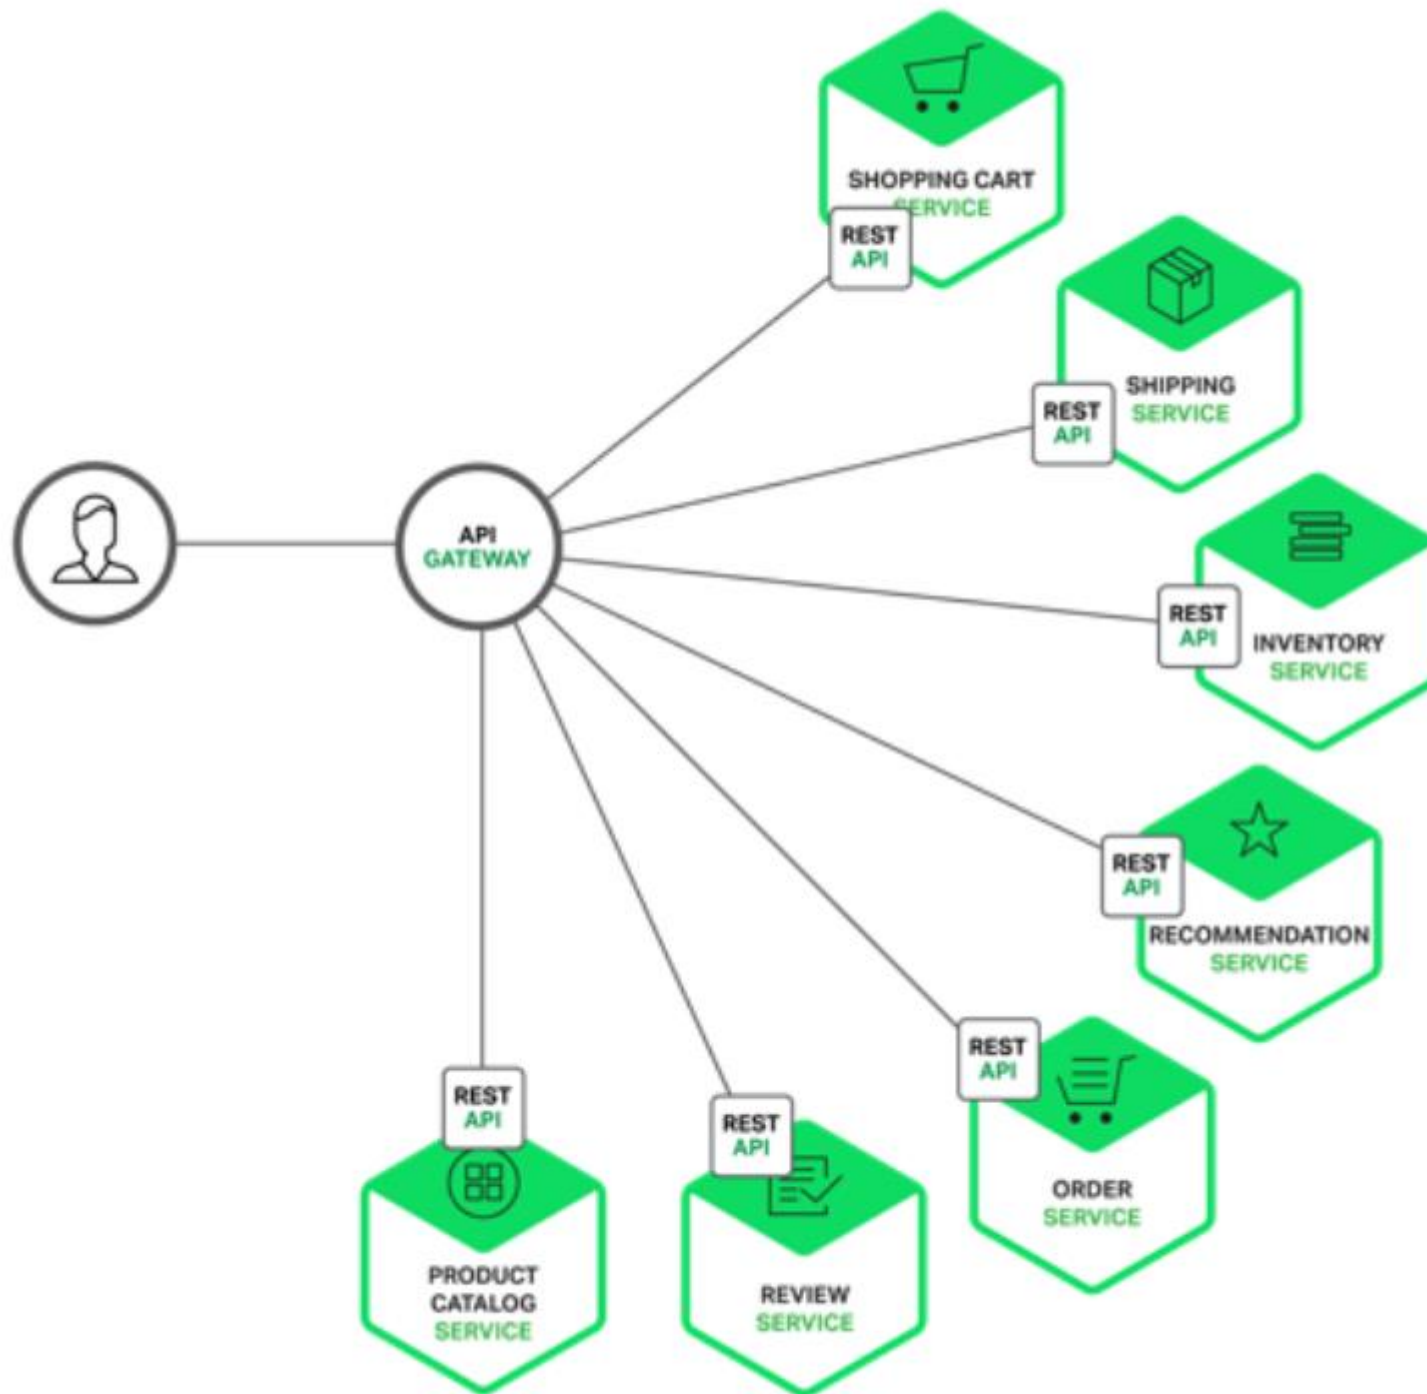 SHOPPING CART
SERVICE
REST
API
SHIPPING
SERVICE
REST
API
API
GATEWAY
INVENTORY
SERVICE
REST
API
REST
API
RECOMMENDATION
SERVICE
REST
API
ORDER
SERVICE
REST
API
REVIEW
SERVICE
REST
API
PRODUCT
CATALOG
SERVICE